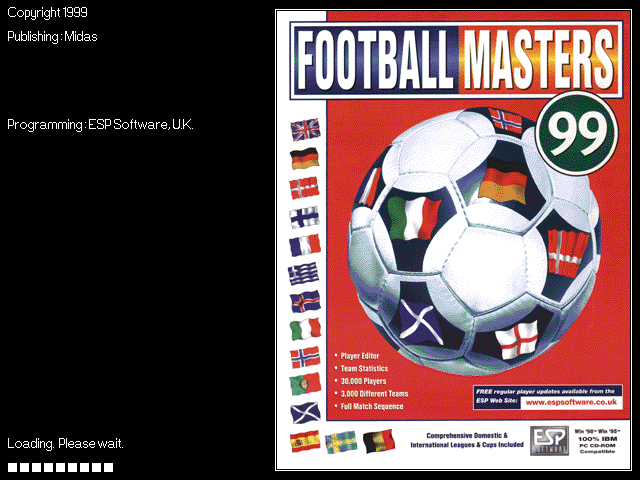 Copyright 1999
Publishing: Midas
Programming: ESP Software, U.K.
Loading. Please wait.
FOOTBALL MASTERS
99
• Player Editor
• Team Statistics
• 30,000 Players
• 3,000 Different Teams
• Full Match Sequence
FREE regular player updates available from the
ESP Web Site: www.espsoftware.co.uk
Comprehensive Domestic &
International Leagues & Cups Included
ESP
SOFTWARE
Win '98™ Win '95™
100% IBM
PC CD-ROM
Compatible